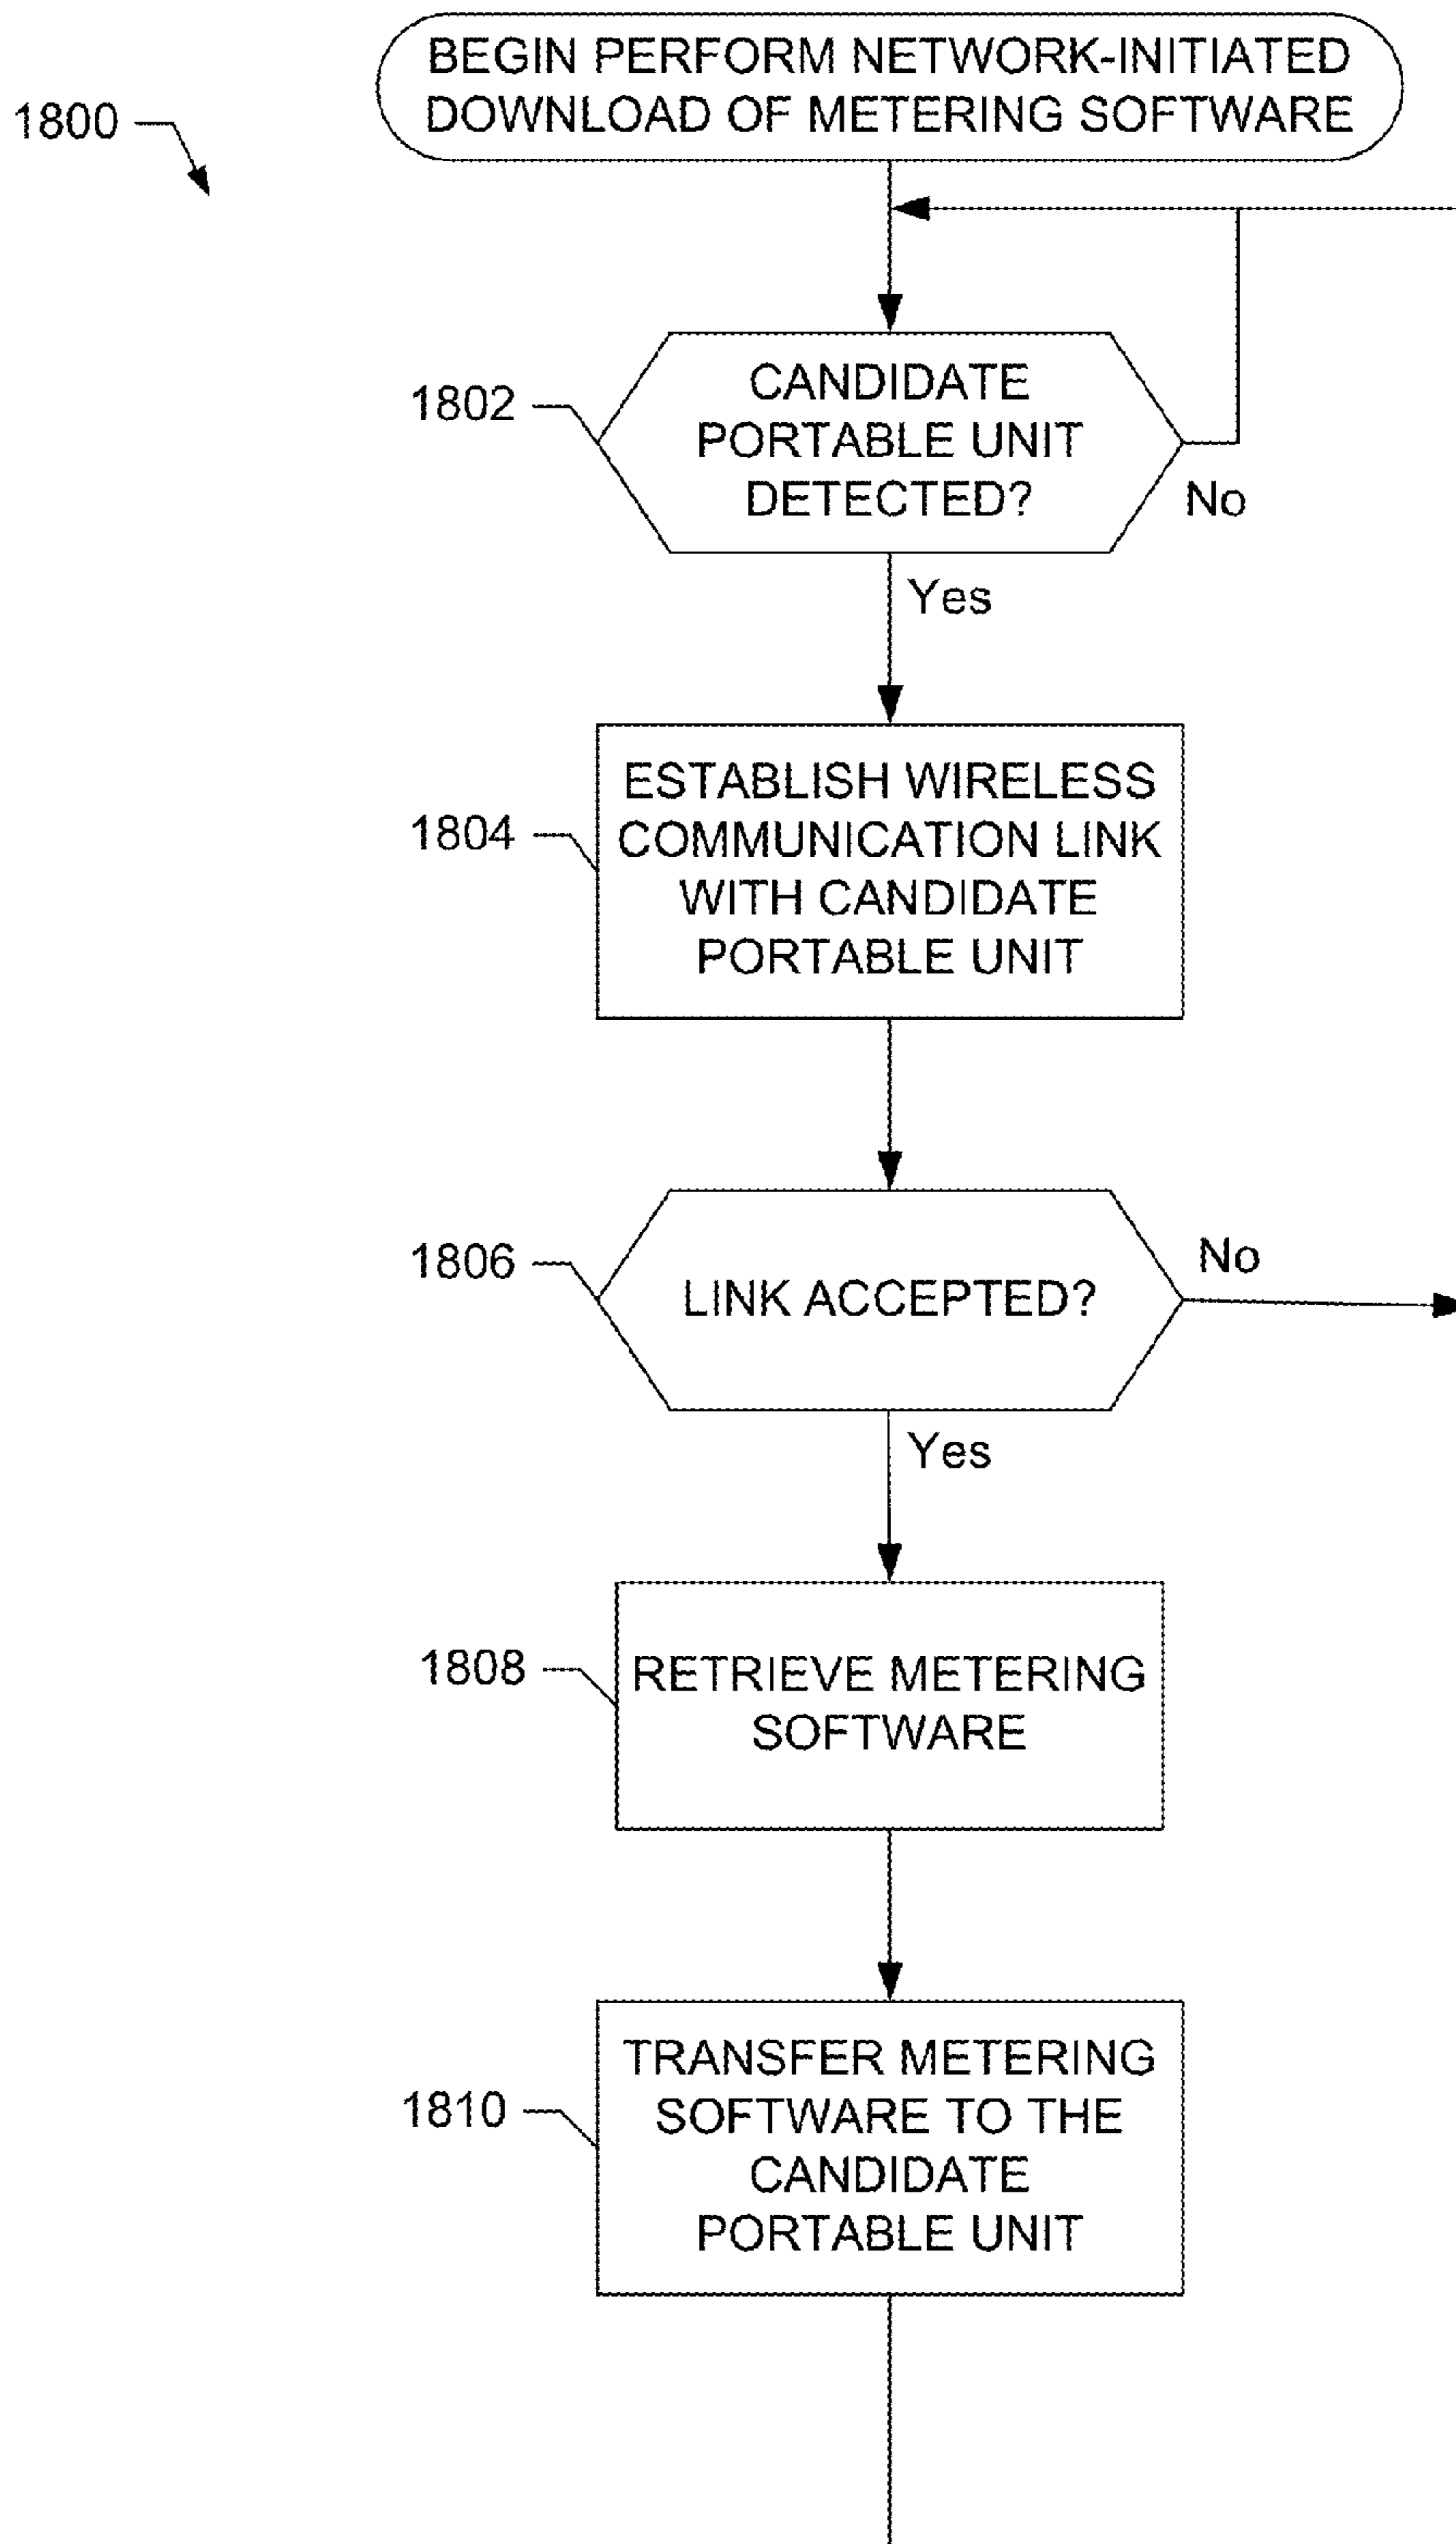 BEGIN PERFORM NETWORK-INITIATED
DOWNLOAD OF METERING SOFTWARE
1800
CANDIDATE
PORTABLE UNIT
DETECTED?
1802
No
Yes
ESTABLISH WIRELESS
COMMUNICATION LINK
WITH CANDIDATE
PORTABLE UNIT
1804
LINK ACCEPTED?
1806
No
Yes
RETRIEVE METERING
SOFTWARE
1808
TRANSFER METERING
SOFTWARE TO THE
CANDIDATE
PORTABLE UNIT
1810